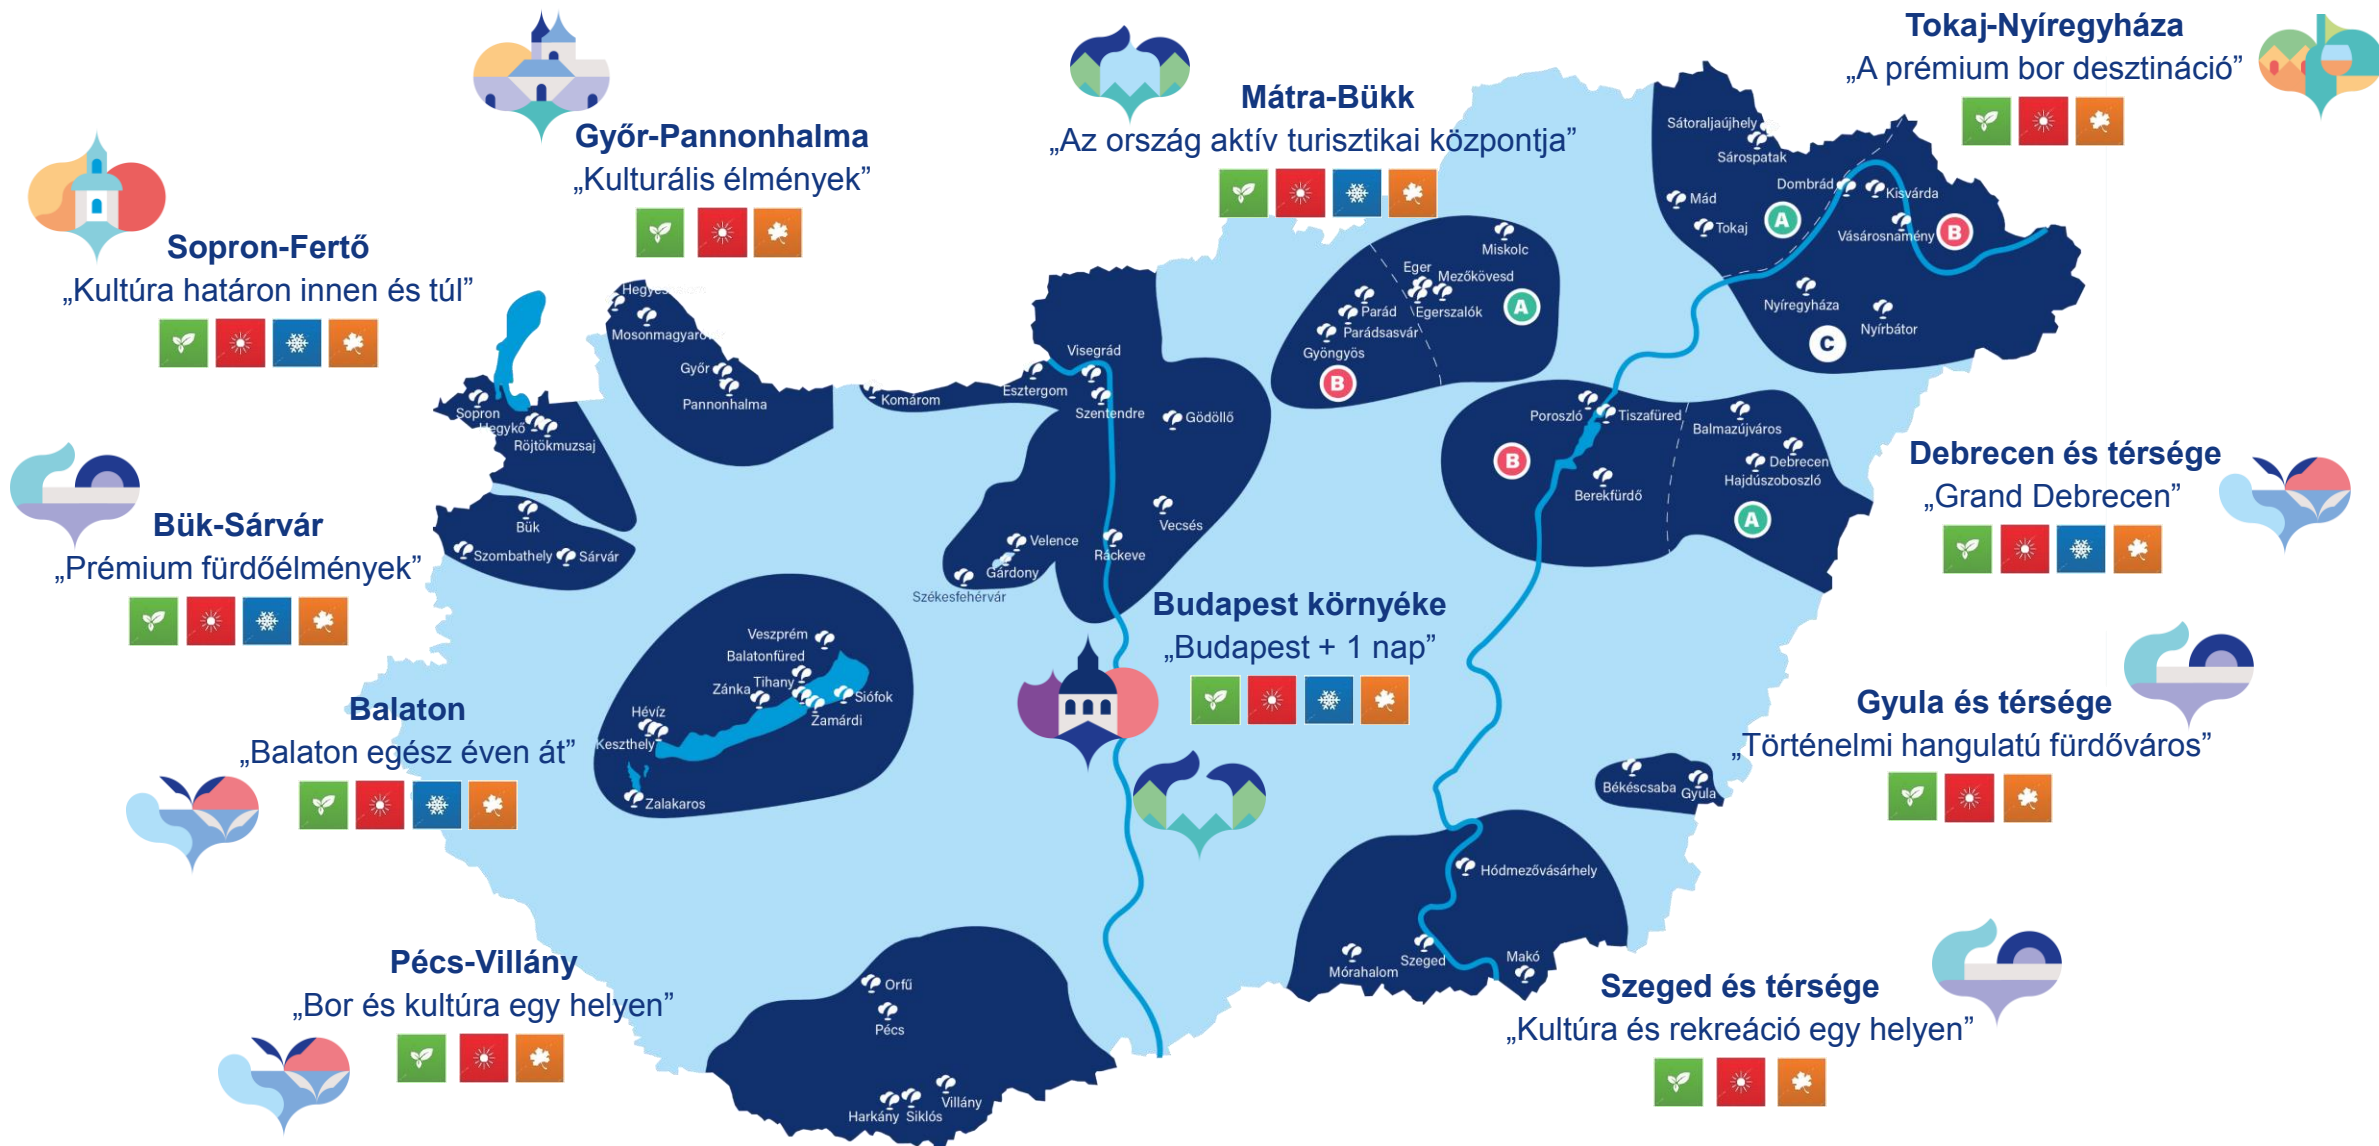 Tokaj-Nyíregyháza
„A prémium bor desztináció”
Mátra-Bükk
„Az ország aktív turisztikai központja”
Győr-Pannonhalma
„Kulturális élmények”
Sopron-Fertő
„Kultúra határon innen és túl”
Bük-Sárvár
„Prémium fürdőélmények”
Balaton
„Balaton egész éven át”
Pécs-Villány
„Bor és kultúra egy helyen”
Budapest környéke
„Budapest + 1 nap”
Debrecen és térsége
„Grand Debrecen”
Gyula és térsége
„Történelmi hangulatú fürdőváros”
Szeged és térsége
„Kultúra és rekreáció egy helyen”
Sátoraljaújhely
Sárospatak
Mád
Tokaj
A
Dombrád
Kisvárda
Vásárosnamény
B
Nyíregyháza
Nyírbátor
C
Miskolc
Eger
Mezőkövesd
Egerszalók
A
Parád
Parádsasvár
Gyöngyös
B
Mosonmagyaró
Győr
Pannonhalma
Sopron
Hegykő
Röjtökmuzsaj
Bük
Szombathely
Sárvár
Komárom
Esztergom
Visegrád
Szentendre
Gödöllő
Vecsés
Ráckeve
Velence
Gárdony
Székesfehérvár
Poroszló
Tiszafüred
B
Berekfürdő
Balmazújváros
Debrecen
Hajdúszoboszló
A
Veszprém
Balatonfüred
Tihany
Zánka
Siófok
Zamárdi
Hévíz
Keszthely
Zalakaros
Békéscsaba
Gyula
Hódmezővásárhely
Mórahalom
Szeged
Makó
Orfű
Pécs
Harkány
Siklós
Villány